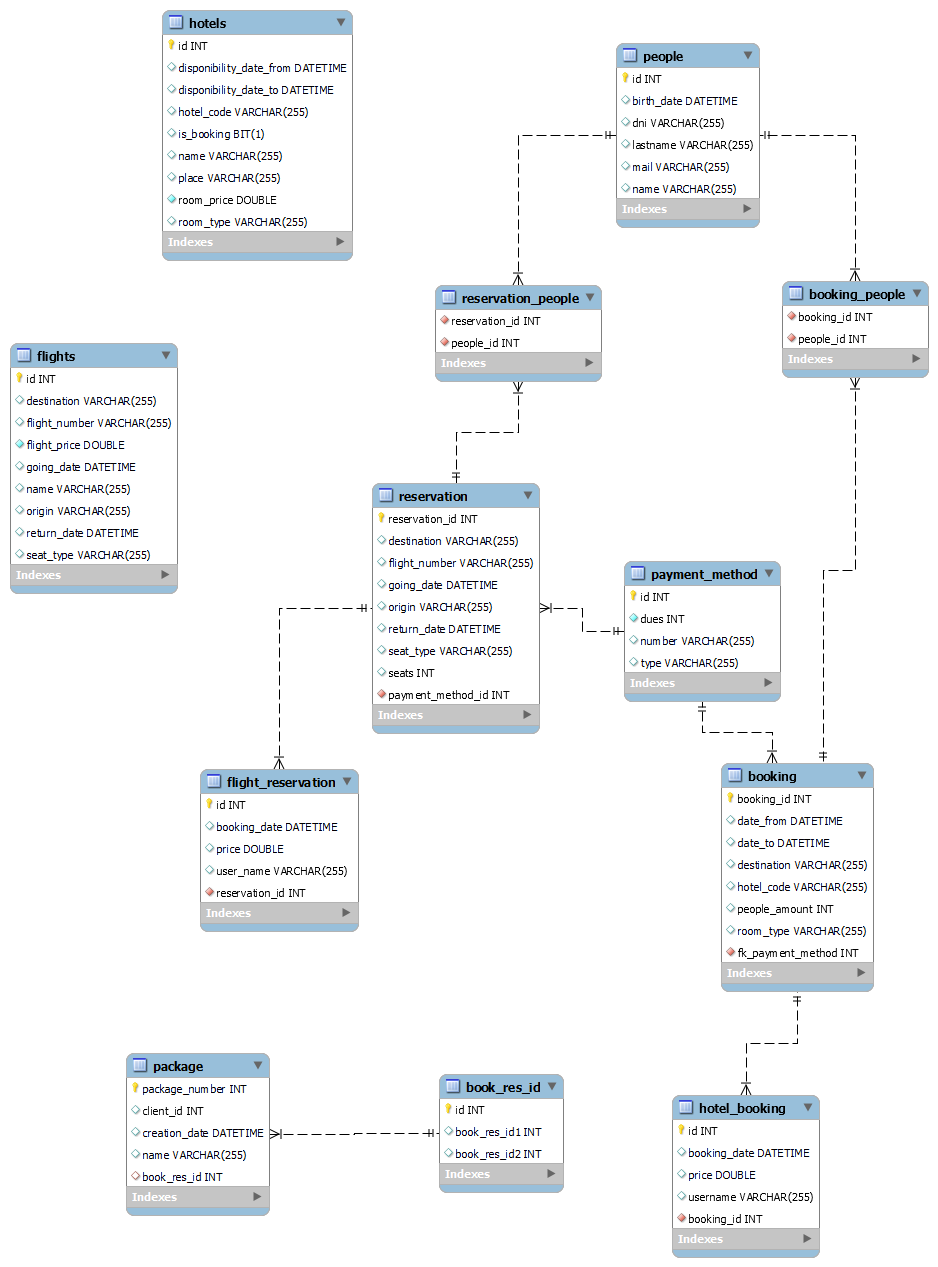 hotels
id INT
disponibility_date_from DATETIME
disponibility_date_to DATETIME
hotel_code VARCHAR(255)
is_booking BIT(1)
name VARCHAR(255)
place VARCHAR(255)
room_price DOUBLE
room_type VARCHAR(255)
Indexes
people
id INT
birth_date DATETIME
dni VARCHAR(255)
lastname VARCHAR(255)
mail VARCHAR(255)
name VARCHAR(255)
Indexes
reservation_people
reservation_id INT
people_id INT
Indexes
booking_people
booking_id INT
people_id INT
Indexes
flights
id INT
destination VARCHAR(255)
flight_number VARCHAR(255)
flight_price DOUBLE
going_date DATETIME
name VARCHAR(255)
origin VARCHAR(255)
return_date DATETIME
seat_type VARCHAR(255)
Indexes
reservation
reservation_id INT
destination VARCHAR(255)
flight_number VARCHAR(255)
going_date DATETIME
origin VARCHAR(255)
return_date DATETIME
seat_type VARCHAR(255)
seats INT
payment_method_id INT
Indexes
payment_method
id INT
dues INT
number VARCHAR(255)
type VARCHAR(255)
Indexes
flight_reservation
id INT
booking_date DATETIME
price DOUBLE
user_name VARCHAR(255)
reservation_id INT
Indexes
booking
booking_id INT
date_from DATETIME
date_to DATETIME
destination VARCHAR(255)
hotel_code VARCHAR(255)
people_amount INT
room_type VARCHAR(255)
fk_payment_method INT
Indexes
package
package_number INT
client_id INT
creation_date DATETIME
name VARCHAR(255)
book_res_id INT
Indexes
book_res_id
id INT
book_res_id1 INT
book_res_id2 INT
Indexes
hotel_booking
id INT
booking_date DATETIME
price DOUBLE
username VARCHAR(255)
booking_id INT
Indexes